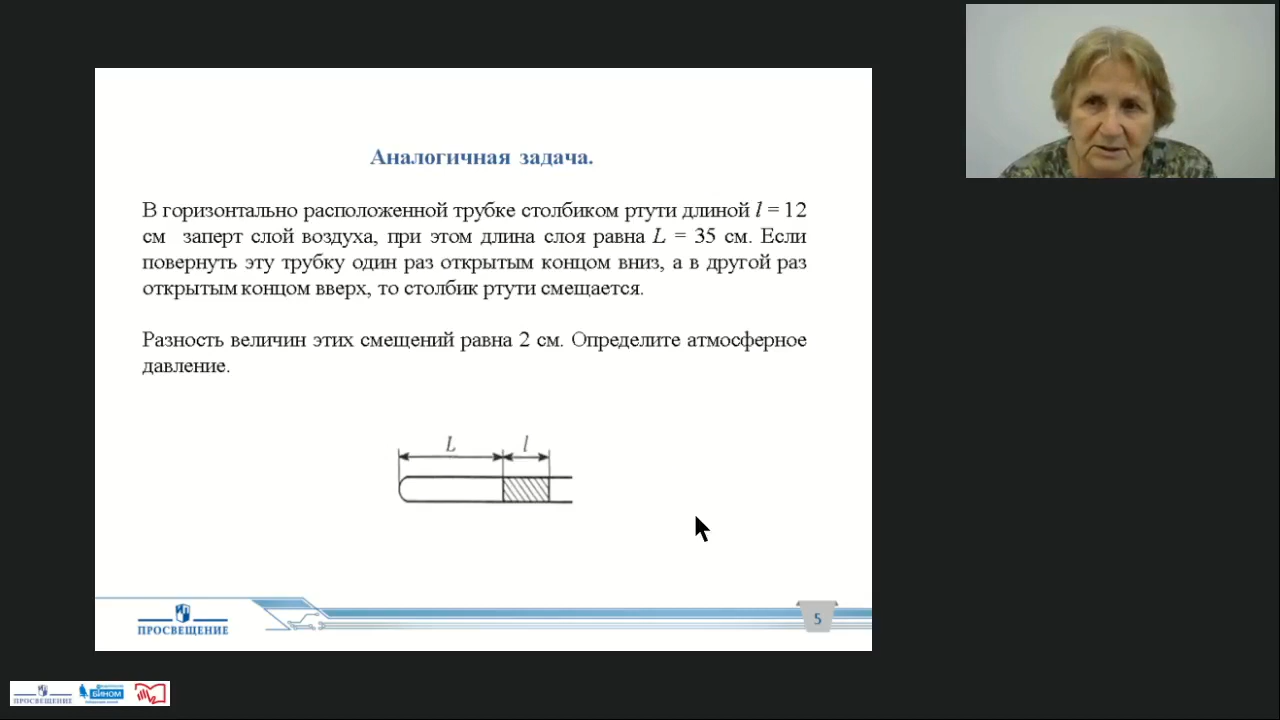 Аналогичная задача.
В горизонтально расположенной трубке столбиком ртути длиной l = 12
см заперт слой воздуха, при этом длина слоя равна L = 35 см. Если
повернуть эту трубку один раз открытым концом вниз, а в другой раз
открытым концом вверх, то столбик ртути смещается.
Разность величин этих смещений равна 2 см. Определите атмосферное
давление.
L l
ПРОСВЕЩЕНИЕ
5
ПРОСВЕЩЕНИЕ
БИНОМ